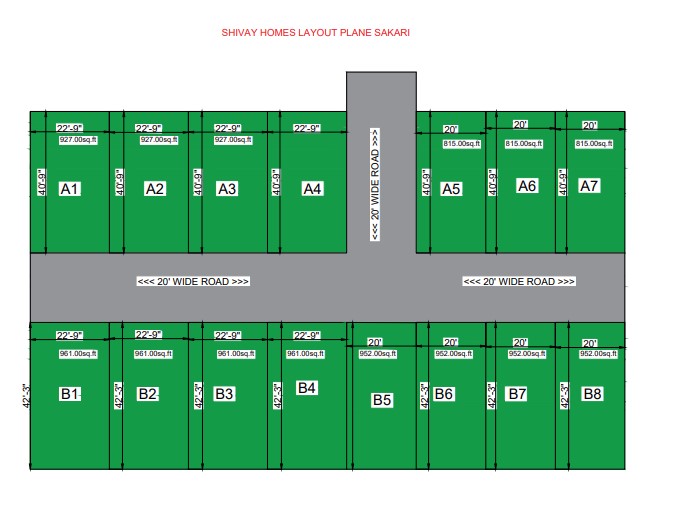 SHIVAY HOMES LAYOUT PLANE SAKARI
22'-9" 22'-9" 22'-9" 22'-9" 20' 20' 20'
927.00sq.ft 927.00sq.ft 927.00sq.ft 815.00sq.ft 815.00sq.ft 815.00sq.ft
40'-9" 40'-9" 40'-9" 40'-9" 40'-9" 40'-9" 40'-9"
A1 A2 A3 A4 A5 A6 A7
<<< 20' WIDE ROAD >>>
<<< 20' WIDE ROAD >>> <<< 20' WIDE ROAD >>>
22'-9" 22'-9" 22'-9" 22'-9" 20' 20' 20' 20'
961.00sq.ft 961.00sq.ft 961.00sq.ft 961.00sq.ft 952.00sq.ft 952.00sq.ft 952.00sq.ft 952.00sq.ft
42'-3" 42'-3" 42'-3" 42'-3" 42'-3" 42'-3" 42'-3"
B1 B2 B3 B4 B5 B6 B7 B8